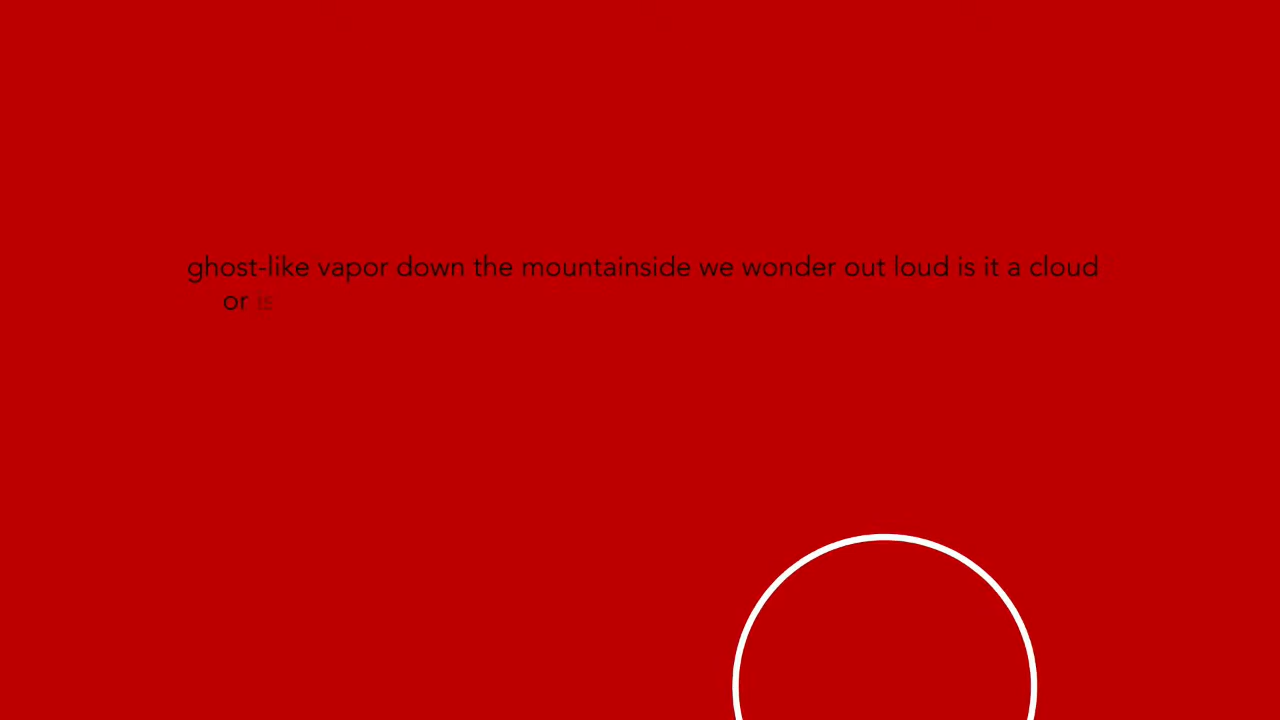 ghost-like vapor down the mountainside we wonder out loud is it a cloud
or is